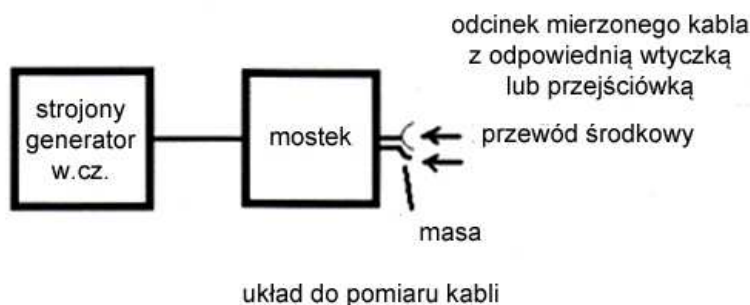 odcinek mierzonego kabla
z odpowiednią wtyczką
lub przejściówką
strojony
generator
w.cz.
mostek
przewód środkowy
masa
układ do pomiaru kabli